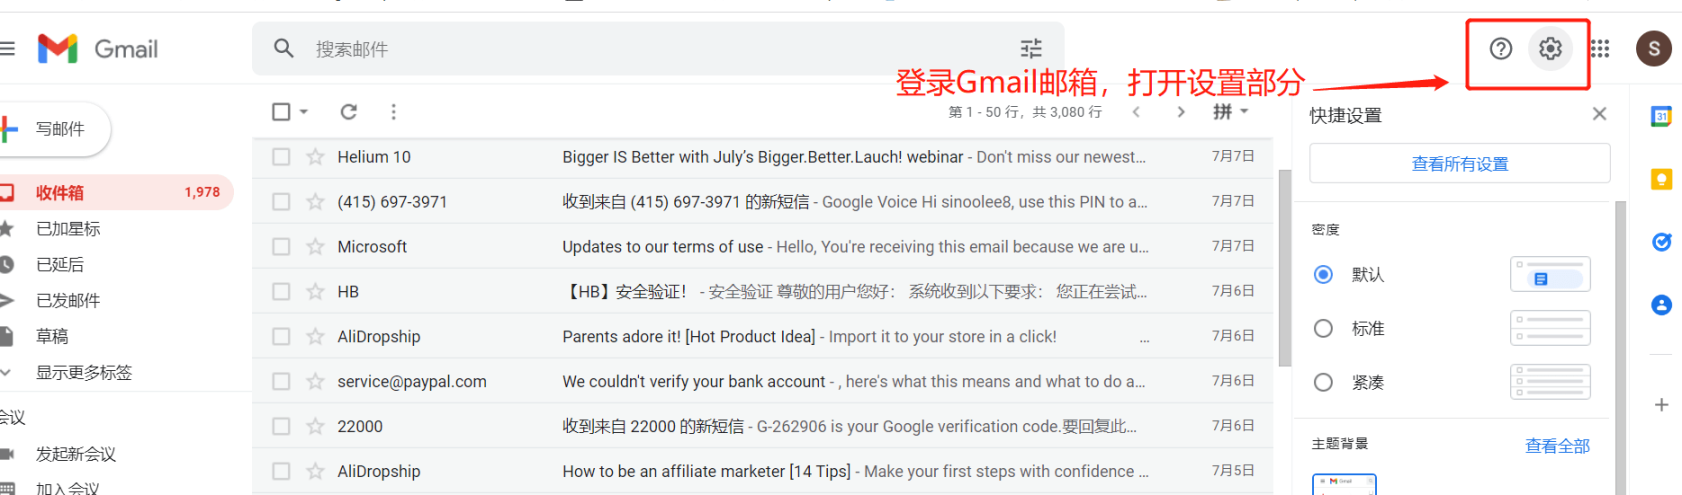 Gmail
搜索邮件
S
登录Gmail邮箱，打开设置部分
写邮件
第 1 - 50 行，共 3,080 行
拼
快捷设置
31
查看所有设置
收件箱 1,978
已加星标
已延后
已发邮件
草稿
显示更多标签
会议
发起新会议
加入会议
Helium 10 Bigger IS Better with July’s Bigger.Better.Lauch! webinar - Don't miss our newest... 7月7日
(415) 697-3971 收到来自 (415) 697-3971 的新短信 - Google Voice Hi sinoolee8, use this PIN to a... 7月7日
Microsoft Updates to our terms of use - Hello, You're receiving this email because we are u... 7月7日
HB 【HB】安全验证！ - 安全验证 尊敬的用户您好： 系统收到以下要求： 您正在尝试... 7月6日
AliDropship Parents adore it! [Hot Product Idea] - Import it to your store in a click! ... 7月6日
service@paypal.com We couldn't verify your bank account - , here's what this means and what to do a... 7月6日
22000 收到来自 22000 的新短信 - G-262906 is your Google verification code.要回复此... 7月6日
AliDropship How to be an affiliate marketer [14 Tips] - Make your first steps with confidence ... 7月5日
密度
默认
标准
紧凑
主题背景 查看全部
Gmail